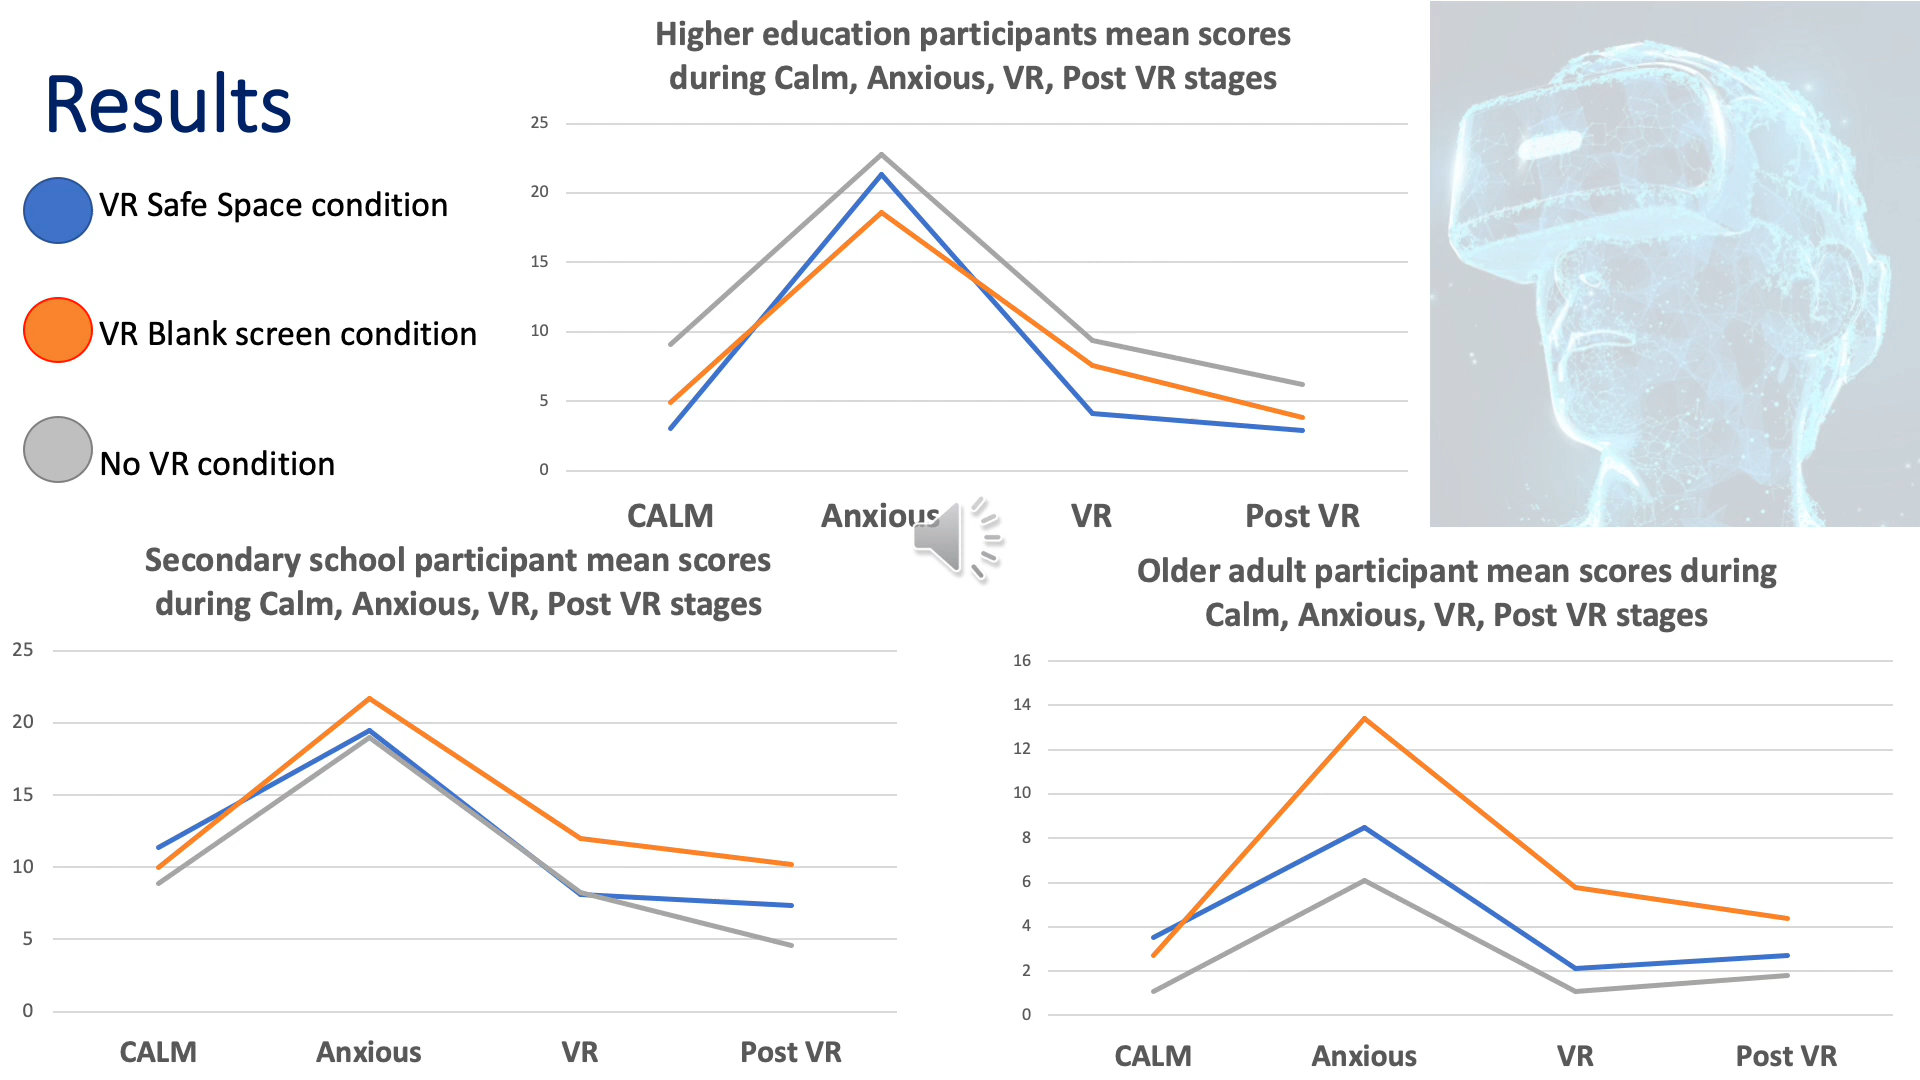 Results
VR Safe Space condition
VR Blank screen condition
No VR condition
Higher education participants mean scores
during Calm, Anxious, VR, Post VR stages
25
20
15
10
5
0
CALM Anxious VR Post VR
Secondary school participant mean scores
during Calm, Anxious, VR, Post VR stages
25
20
15
10
5
0
CALM Anxious VR Post VR
Older adult participant mean scores during
Calm, Anxious, VR, Post VR stages
16
14
12
10
8
6
4
2
0
CALM Anxious VR Post VR